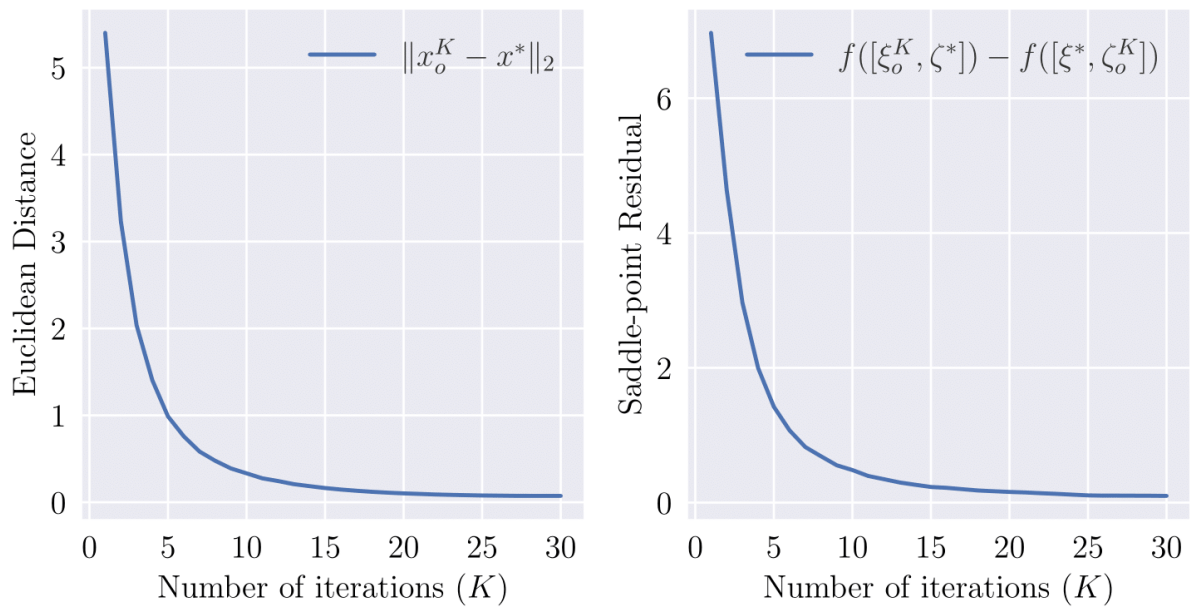 ‖x_o^K − x^*‖_2
5
4
3
2
1
0
Euclidean Distance
0 5 10 15 20 25 30
Number of iterations (K)
f([ξ_o^K, ζ^*]) − f([ξ^*, ζ_o^K])
6
4
2
0
Saddle-point Residual
0 5 10 15 20 25 30
Number of iterations (K)